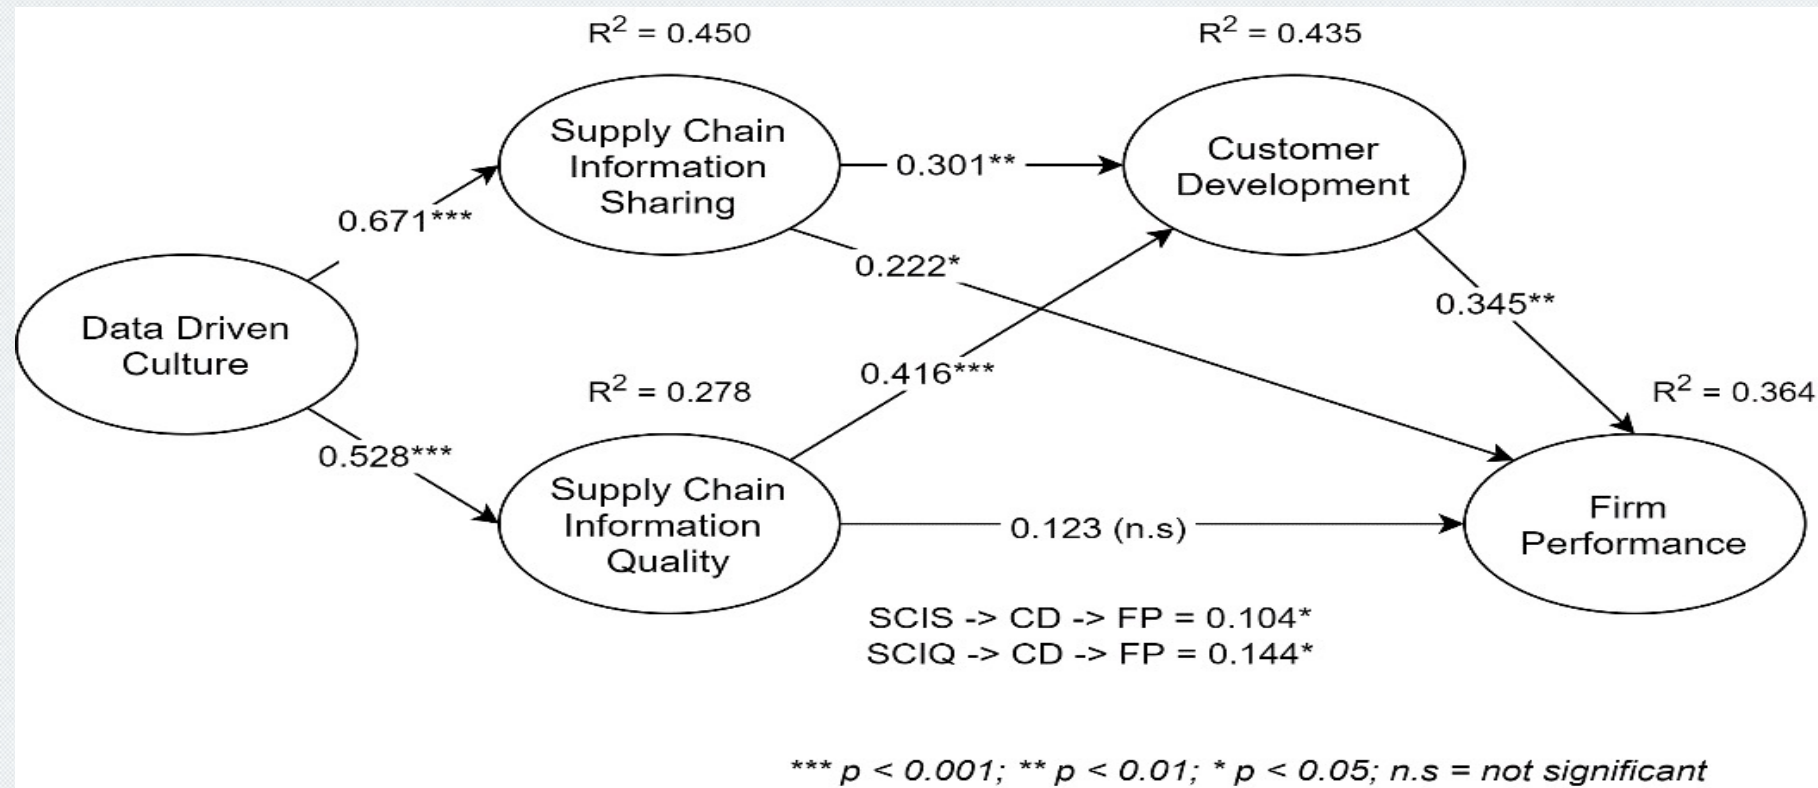 R² = 0.450
R² = 0.435
Supply Chain
Information
Sharing
Customer
Development
0.301**
0.671***
0.222*
0.345**
Data Driven
Culture
0.416***
R² = 0.278
R² = 0.364
0.528***
Supply Chain
Information
Quality
0.123 (n.s)
Firm
Performance
SCIS -> CD -> FP = 0.104*
SCIQ -> CD -> FP = 0.144*
*** p < 0.001; ** p < 0.01; * p < 0.05; n.s = not significant